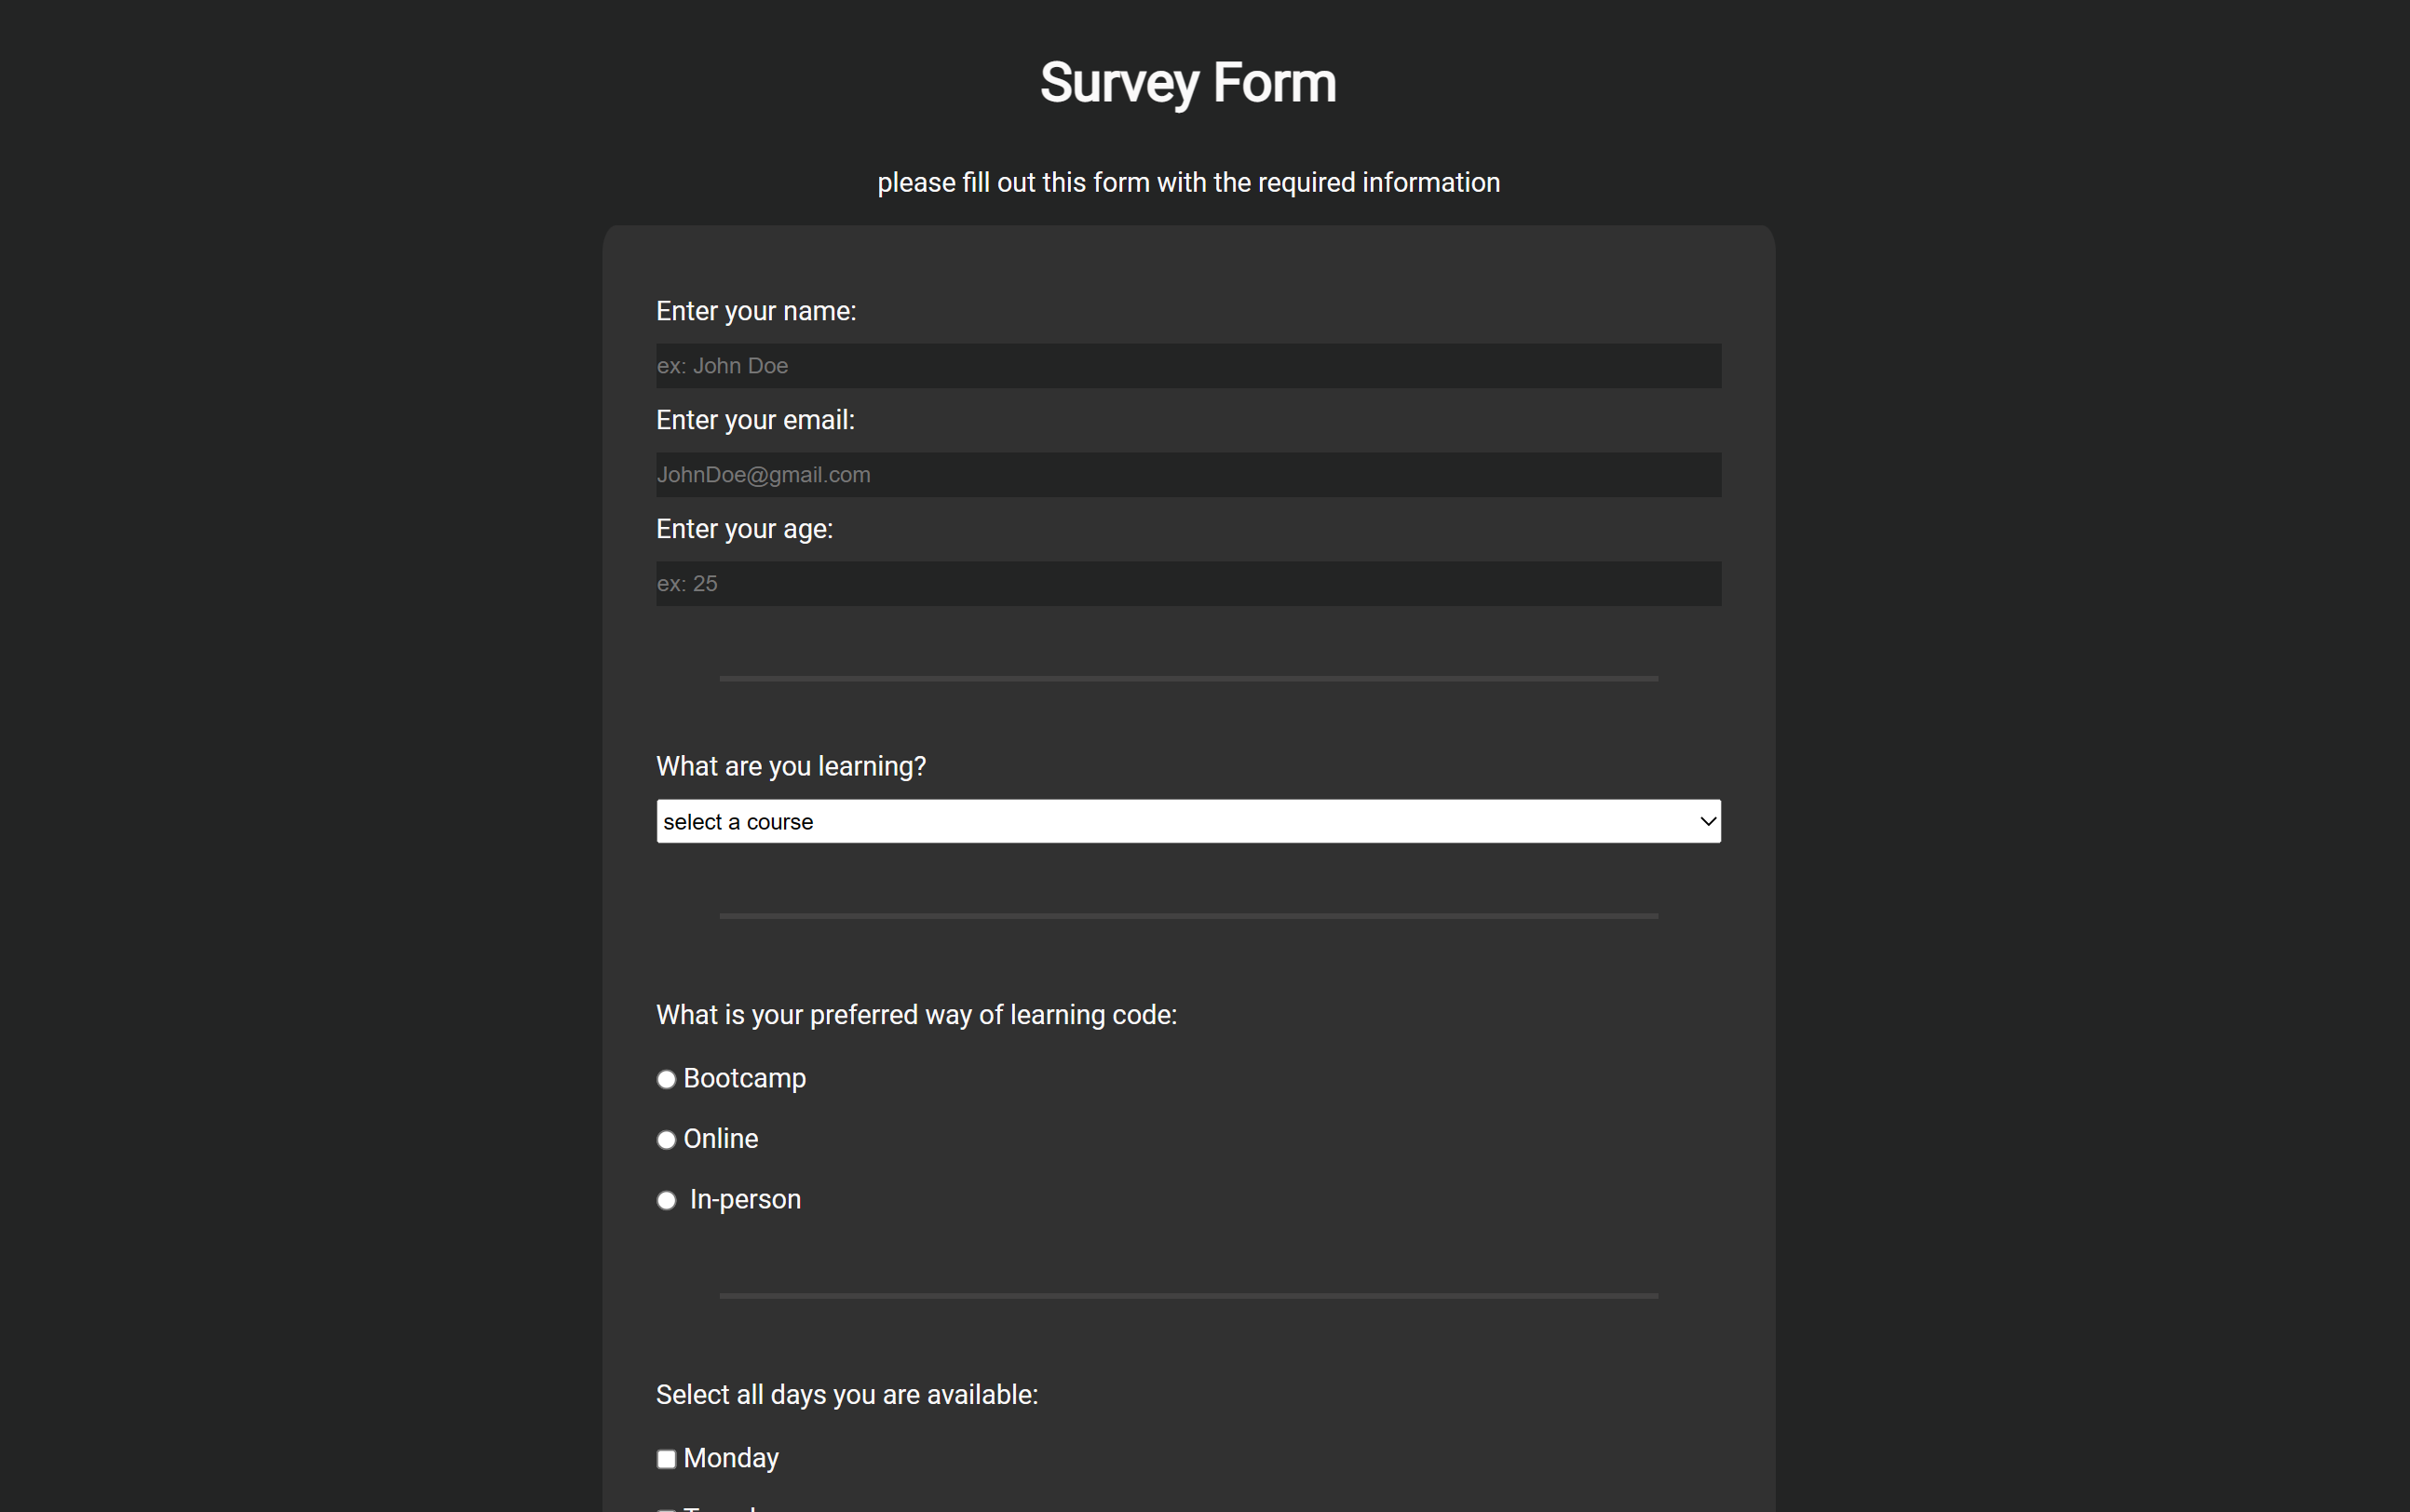 Survey Form
please fill out this form with the required information
Enter your name:
ex: John Doe
Enter your email:
JohnDoe@gmail.com
Enter your age:
ex: 25
What are you learning?
select a course
What is your preferred way of learning code:
Bootcamp
Online
In-person
Select all days you are available:
Monday